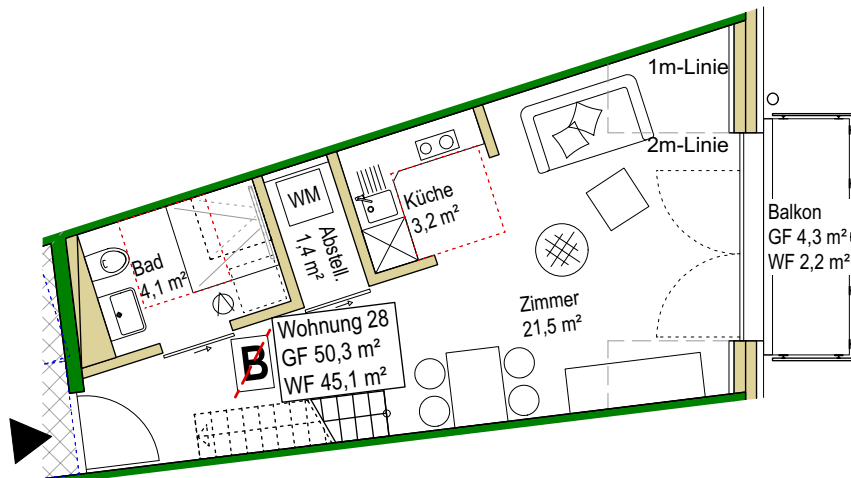 1m-Linie
2m-Linie
WM
Küche
3,2 m²
Abstell.
1.4 m²
Bad
4,1 m²
Balkon
GF 4,3 m²
WF 2,2 m²
Zimmer
21,5 m²
B
Wohnung 28
GF 50,3 m²
WF 45,1 m²